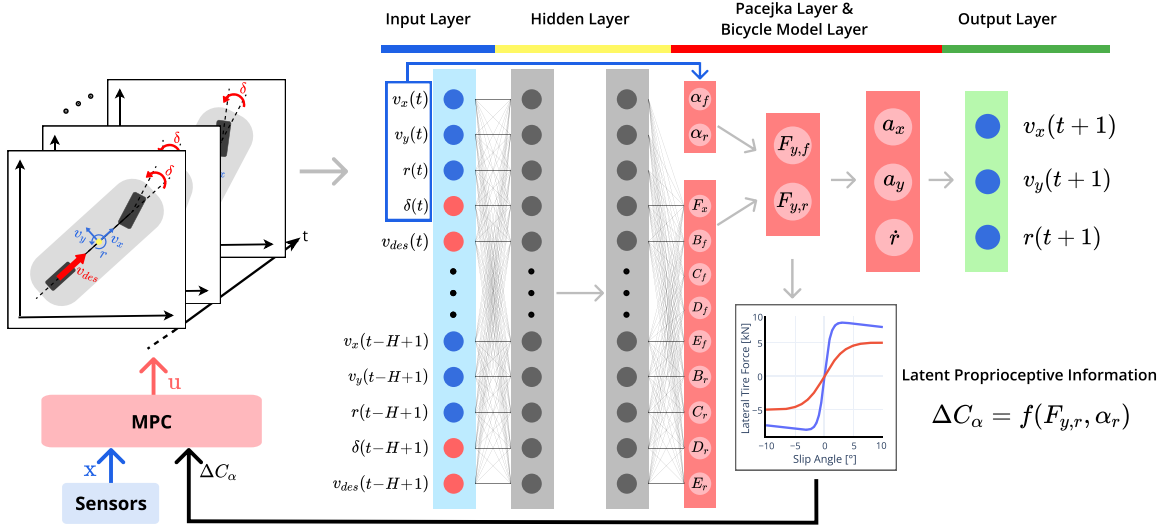 Input Layer
Hidden Layer
Pacejka Layer &
Bicycle Model Layer
Output Layer
δ
δ
δ
v_y
v_x
r
v_des
t
u
MPC
x
Sensors
ΔC_α
v_x(t)
v_y(t)
r(t)
δ(t)
v_des(t)
v_x(t−H+1)
v_y(t−H+1)
r(t−H+1)
δ(t−H+1)
v_des(t−H+1)
α_f
α_r
F_x
B_f
C_f
D_f
E_f
B_r
C_r
D_r
E_r
F_{y,f}
F_{y,r}
a_x
a_y
ṙ
v_x(t + 1)
v_y(t + 1)
r(t + 1)
Lateral Tire Force [kN]
10
5
0
−5
−10
−5
0
5
10
Slip Angle [°]
Latent Proprioceptive Information
ΔC_α = f(F_{y,r}, α_r)